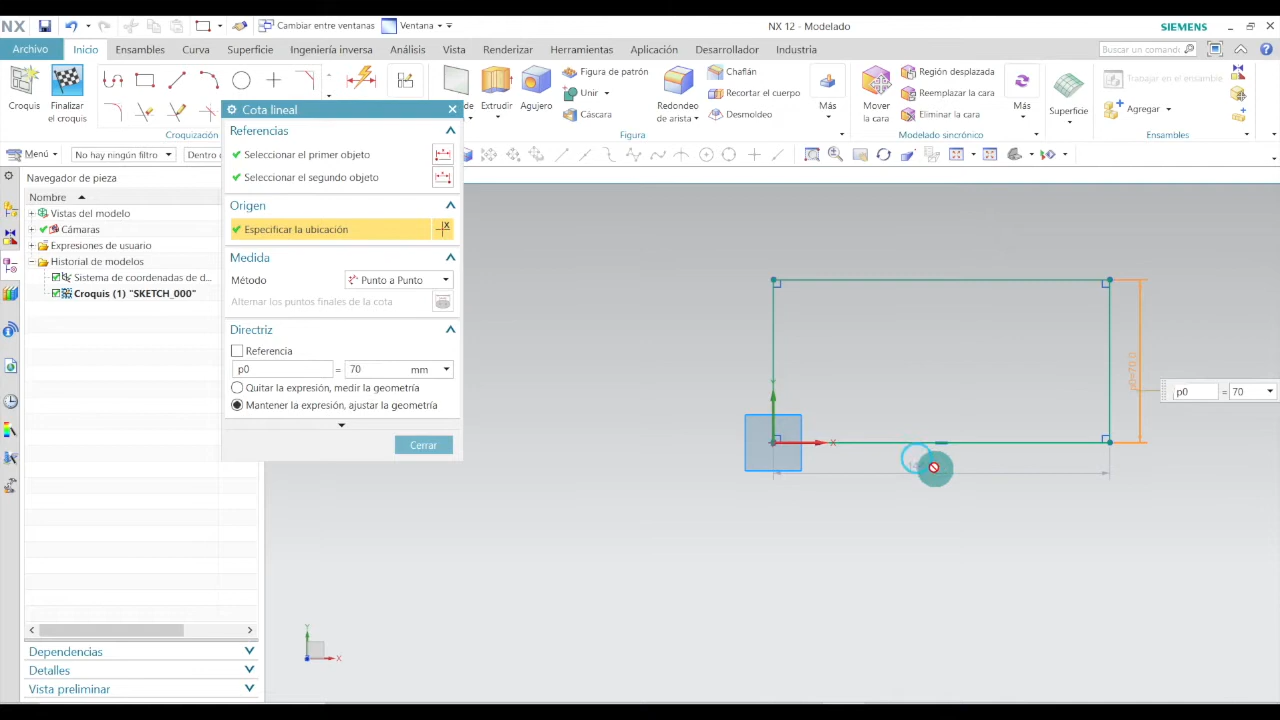 NX
Cambiar entre ventanas
Ventana
NX 12 - Modelado
SIEMENS
Archivo
Inicio
Ensambles
Curva
Superficie
Ingeniería inversa
Análisis
Vista
Renderizar
Herramientas
Aplicación
Desarrollador
Industria
Buscar un comando
Croquis
Finalizar
el croquis
Croquización
Extrudir
Agujero
Figura de patrón
Unir
Cáscara
Redondeo
de arista
Chaflán
Recortar el cuerpo
Desmoldeo
Más
Figura
Mover
la cara
Región desplazada
Reemplazar la cara
Eliminar la cara
Más
Modelado sincrónico
Superficie
Trabajar en el ensamble
Agregar
Ensambles
Menú
No hay ningún filtro
Dentro
Cota lineal
Referencias
Seleccionar el primer objeto
Seleccionar el segundo objeto
Origen
Especificar la ubicación
Medida
Método
Punto a Punto
Alternar los puntos finales de la cota
Directriz
Referencia
p0 = 70 mm
Quitar la expresión, medir la geometría
Mantener la expresión, ajustar la geometría
Cerrar
Navegador de pieza
Nombre
Vistas del modelo
Cámaras
Expresiones de usuario
Historial de modelos
Sistema de coordenadas de d...
Croquis (1) "SKETCH_000"
Dependencias
Detalles
Vista preliminar
p0=70.0
p0 = 70
Y
X
Y
X